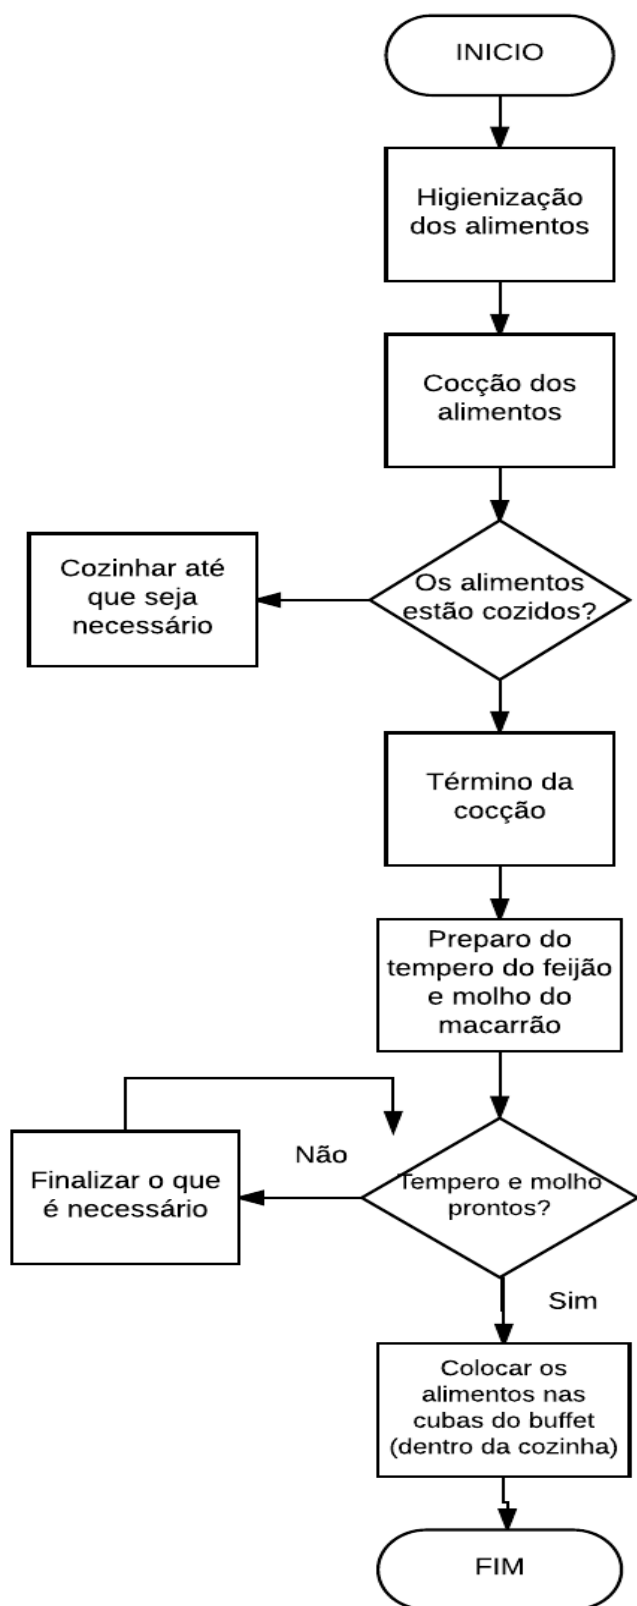 INICIO
Higienização
dos alimentos
Cocção dos
alimentos
Os alimentos
estão cozidos?
Cozinhar até
que seja
necessário
Término da
cocção
Preparo do
tempero do feijão
e molho do
macarrão
Não
Tempero e molho
prontos?
Finalizar o que
é necessário
Sim
Colocar os
alimentos nas
cubas do buffet
(dentro da cozinha)
FIM